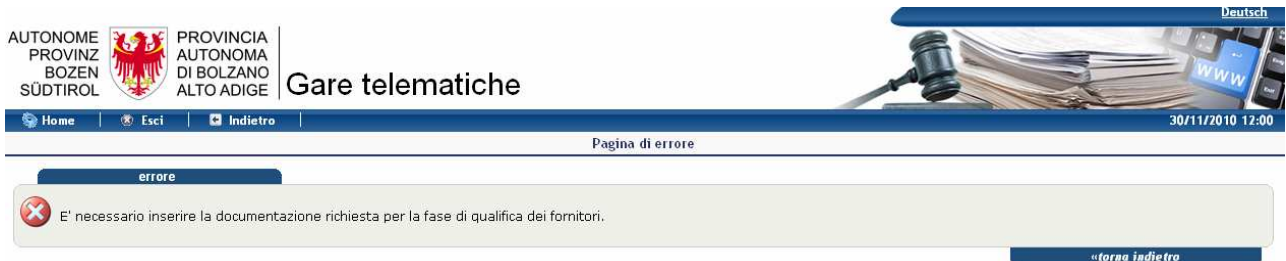 Deutsch
AUTONOME
PROVINZ
BOZEN
SÜDTIROL
PROVINCIA
AUTONOMA
DI BOLZANO
ALTO ADIGE
Gare telematiche
WWW
Home | Esci | Indietro |
30/11/2010 12:00
Pagina di errore
errore
E' necessario inserire la documentazione richiesta per la fase di qualifica dei fornitori.
«torna indietro